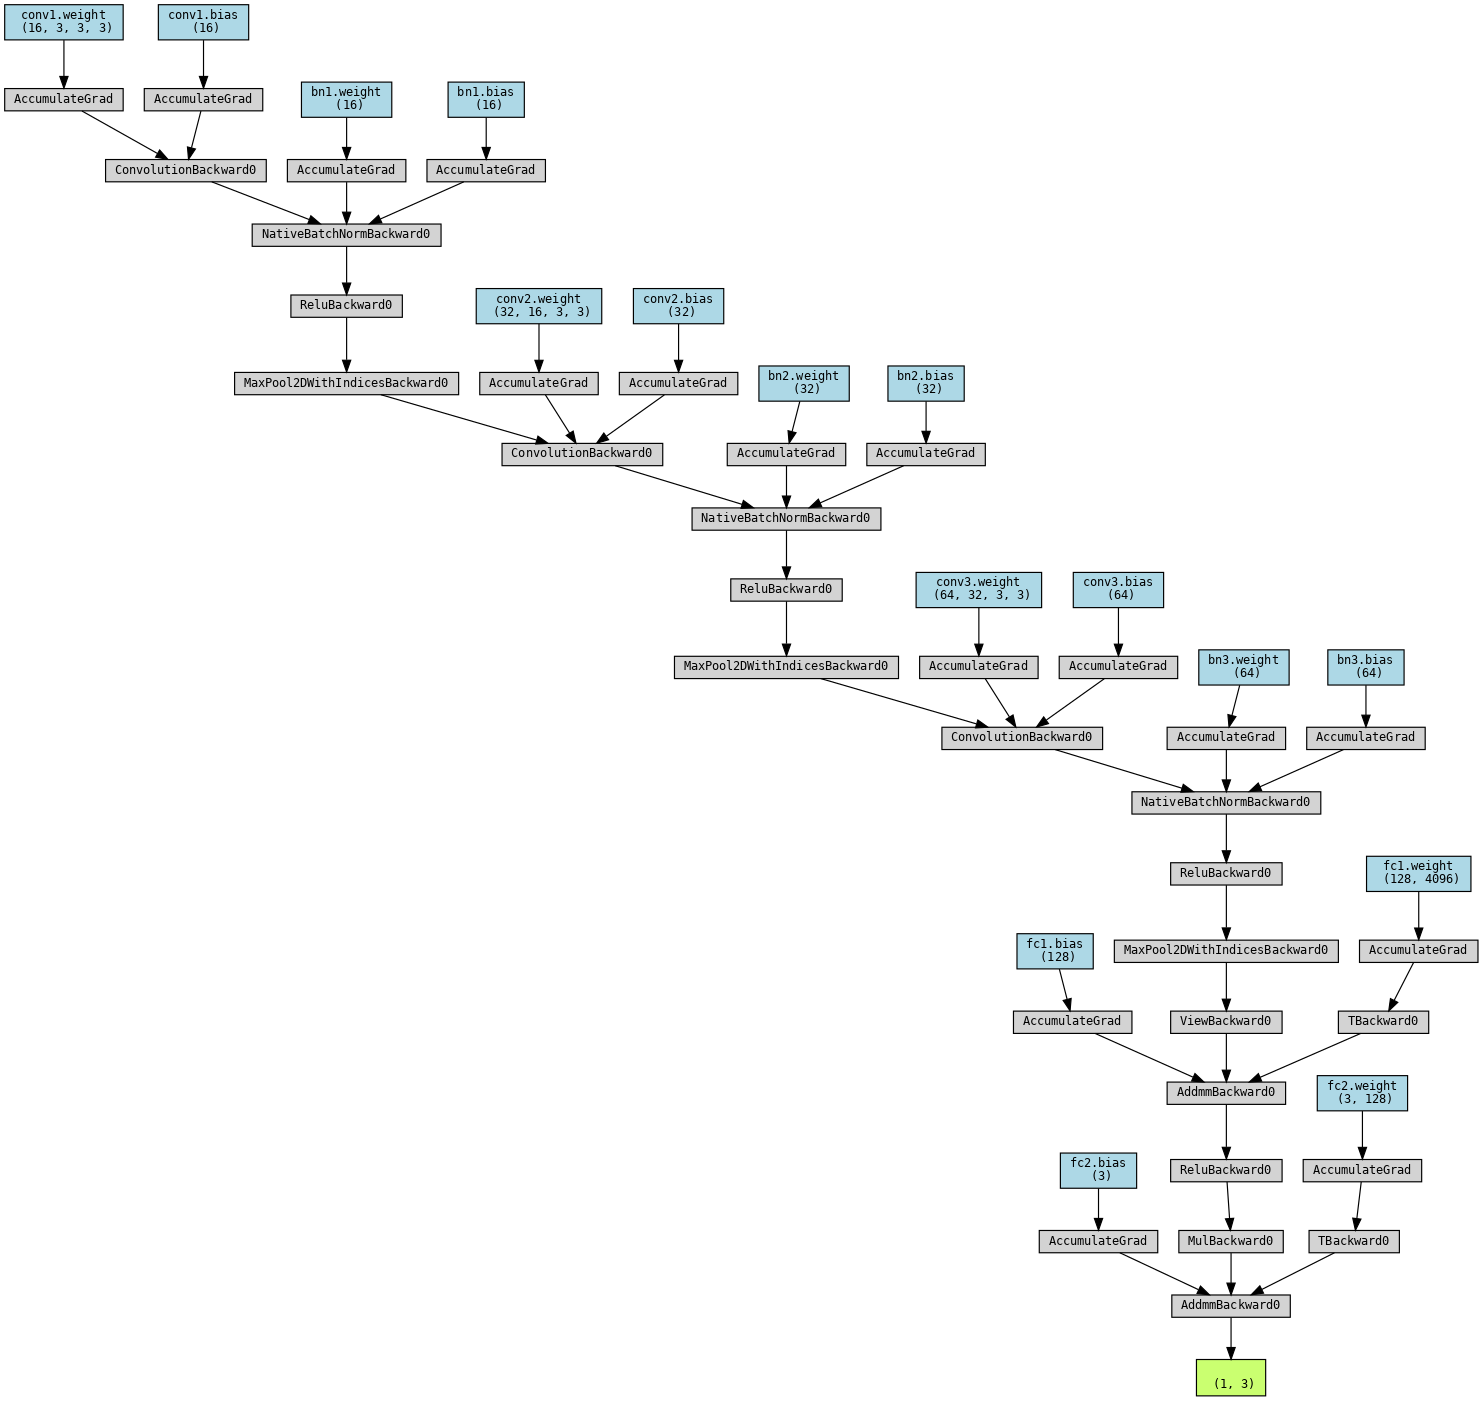 conv1.weight
(16, 3, 3, 3)
conv1.bias
(16)
AccumulateGrad
AccumulateGrad
bn1.weight
(16)
bn1.bias
(16)
ConvolutionBackward0
AccumulateGrad
AccumulateGrad
NativeBatchNormBackward0
ReluBackward0
conv2.weight
(32, 16, 3, 3)
conv2.bias
(32)
MaxPool2DWithIndicesBackward0
AccumulateGrad
AccumulateGrad
bn2.weight
(32)
bn2.bias
(32)
ConvolutionBackward0
AccumulateGrad
AccumulateGrad
NativeBatchNormBackward0
ReluBackward0
conv3.weight
(64, 32, 3, 3)
conv3.bias
(64)
MaxPool2DWithIndicesBackward0
AccumulateGrad
AccumulateGrad
bn3.weight
(64)
bn3.bias
(64)
ConvolutionBackward0
AccumulateGrad
AccumulateGrad
NativeBatchNormBackward0
ReluBackward0
fc1.weight
(128, 4096)
fc1.bias
(128)
MaxPool2DWithIndicesBackward0
AccumulateGrad
AccumulateGrad
ViewBackward0
TBackward0
AddmmBackward0
fc2.weight
(3, 128)
fc2.bias
(3)
ReluBackward0
AccumulateGrad
AccumulateGrad
MulBackward0
TBackward0
AddmmBackward0
(1, 3)